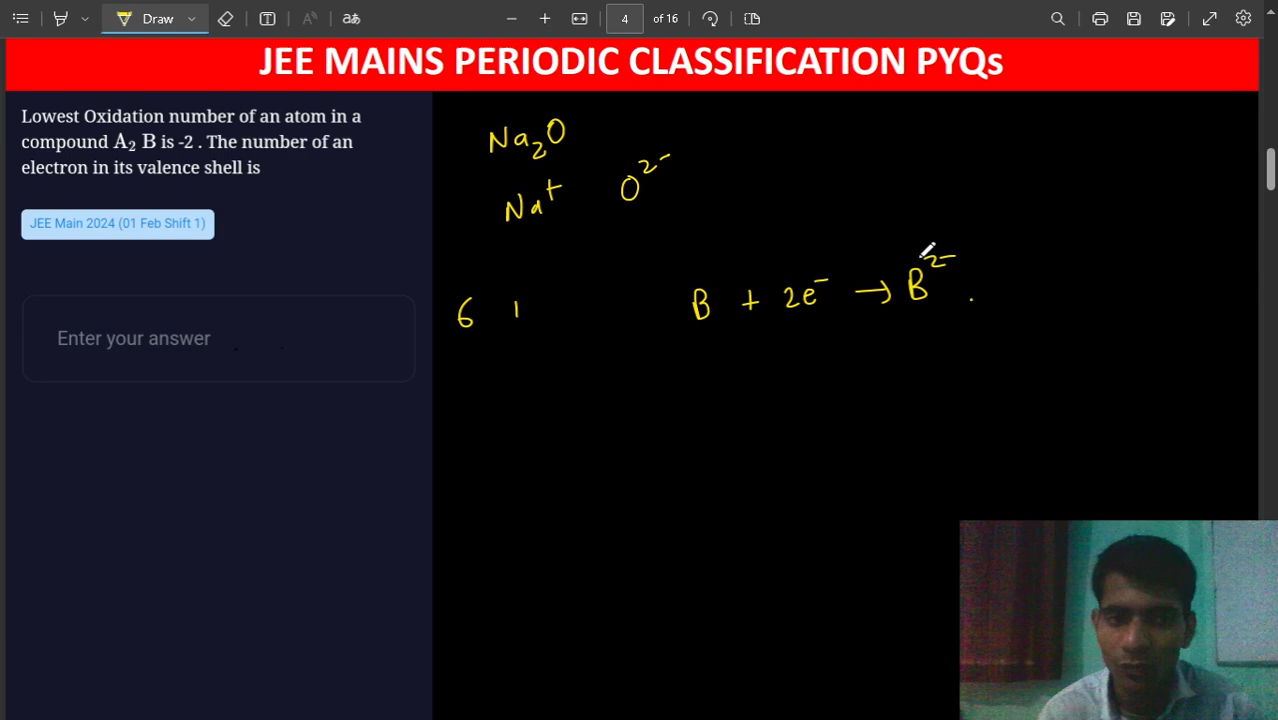 Draw
aあ
4 of 16
JEE MAINS PERIODIC CLASSIFICATION PYQs
Lowest Oxidation number of an atom in a
compound A₂ B is -2 . The number of an
electron in its valence shell is
JEE Main 2024 (01 Feb Shift 1)
Enter your answer
Na₂O
Na⁺ O²⁻
6 1
B + 2e⁻ → B²⁻ .